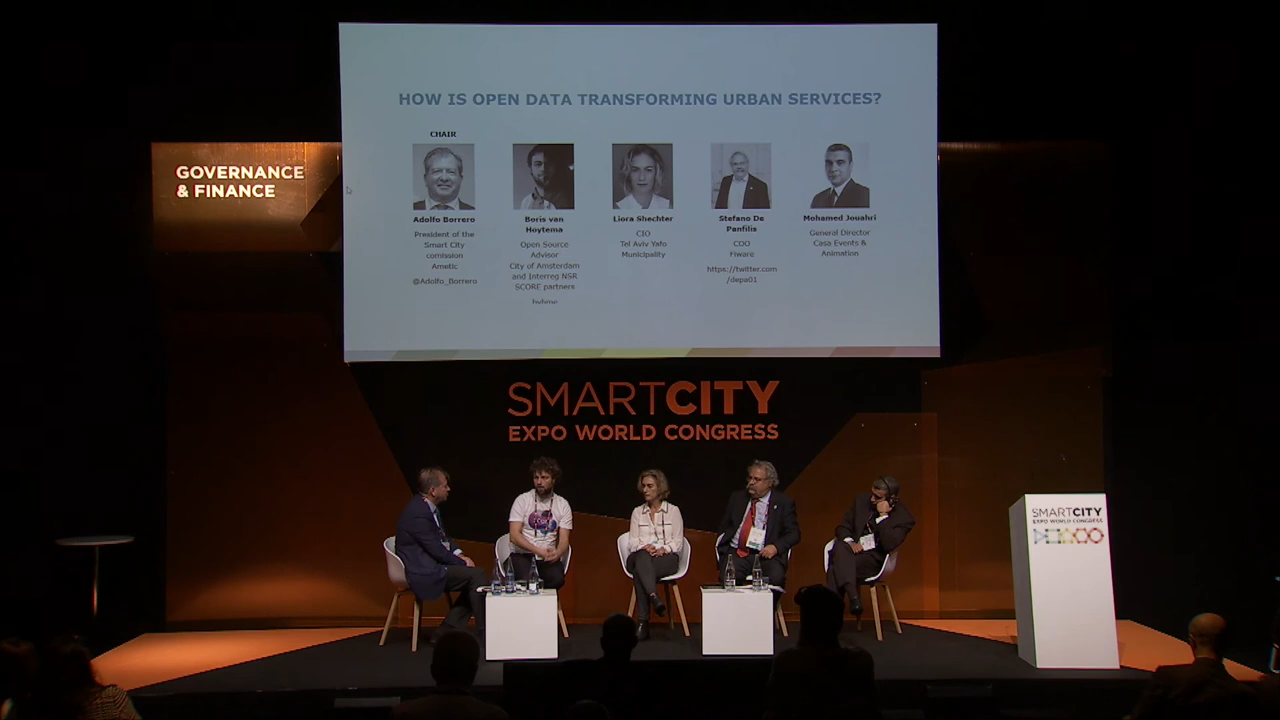 HOW IS OPEN DATA TRANSFORMING URBAN SERVICES?
CHAIR
Adolfo Borrero
President of the
Smart City
comission
Ametic
@Adolfo_Borrero
Boris van
Hoytema
Open Source
Advisor
City of Amsterdam
and Interreg NSR
SCORE partners
Liora Shechter
CIO
Tel Aviv Yafo
Municipality
Stefano De
Panfilis
COO
Fiware
https://twitter.com
/depa01
Mohamed Jouahri
General Director
Casa Events &
Animation
GOVERNANCE
& FINANCE
SMARTCITY
EXPO WORLD CONGRESS
SMARTCITY
EXPO WORLD CONGRESS